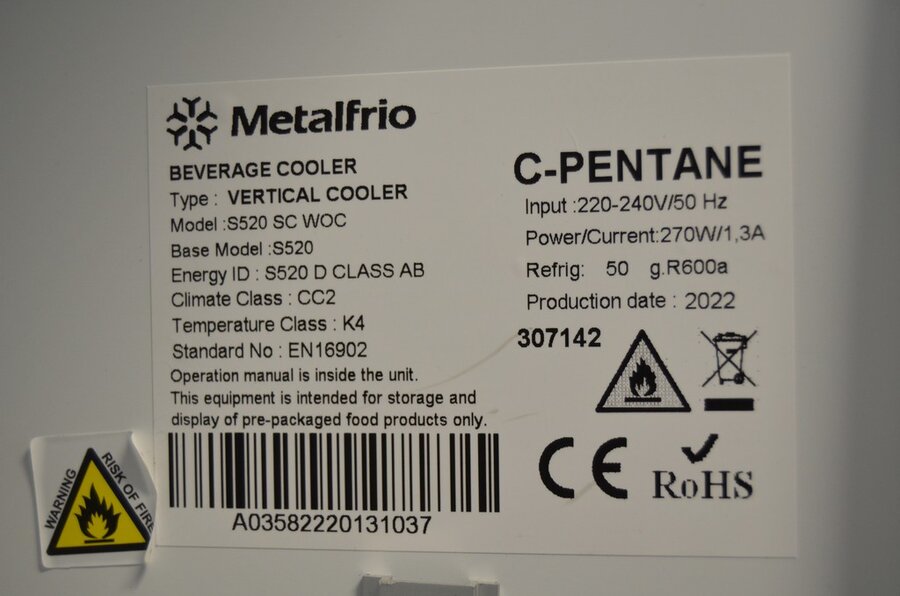 Metalfrio
BEVERAGE COOLER
Type : VERTICAL COOLER
Model :S520 SC WOC
Base Model :S520
Energy ID : S520 D CLASS AB
Climate Class : CC2
Temperature Class : K4
Standard No : EN16902
Operation manual is inside the unit.
This equipment is intended for storage and
display of pre-packaged food products only.
A03582220131037
C-PENTANE
Input :220-240V/50 Hz
Power/Current:270W/1,3A
Refrig: 50 g.R600a
Production date : 2022
307142
CE
RoHS
WARNING
RISK OF FIRE